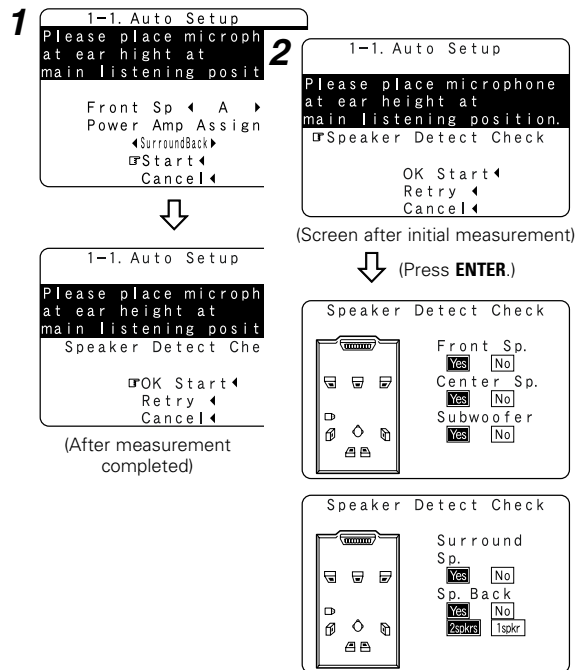 1
1-1. Auto Setup
Please place microph
at ear hight at
main listening posit
Front Sp ◀ A ▶
Power Amp Assign
◀SurroundBack▶
☞Start◀
Cancel◀
1-1. Auto Setup
Please place microph
at ear height at
main listening posit
Speaker Detect Che
☞OK Start◀
Retry ◀
Cancel◀
(After measurement
completed)
2
1-1. Auto Setup
Please place microphone
at ear height at
main listening position.
☞Speaker Detect Check
OK Start◀
Retry ◀
Cancel◀
(Screen after initial measurement)
(Press ENTER.)
Speaker Detect Check
Front Sp.
Yes No
Center Sp.
Yes No
Subwoofer
Yes No
Speaker Detect Check
Surround
Sp.
Yes No
Sp. Back
Yes No
2spkrs 1spkr